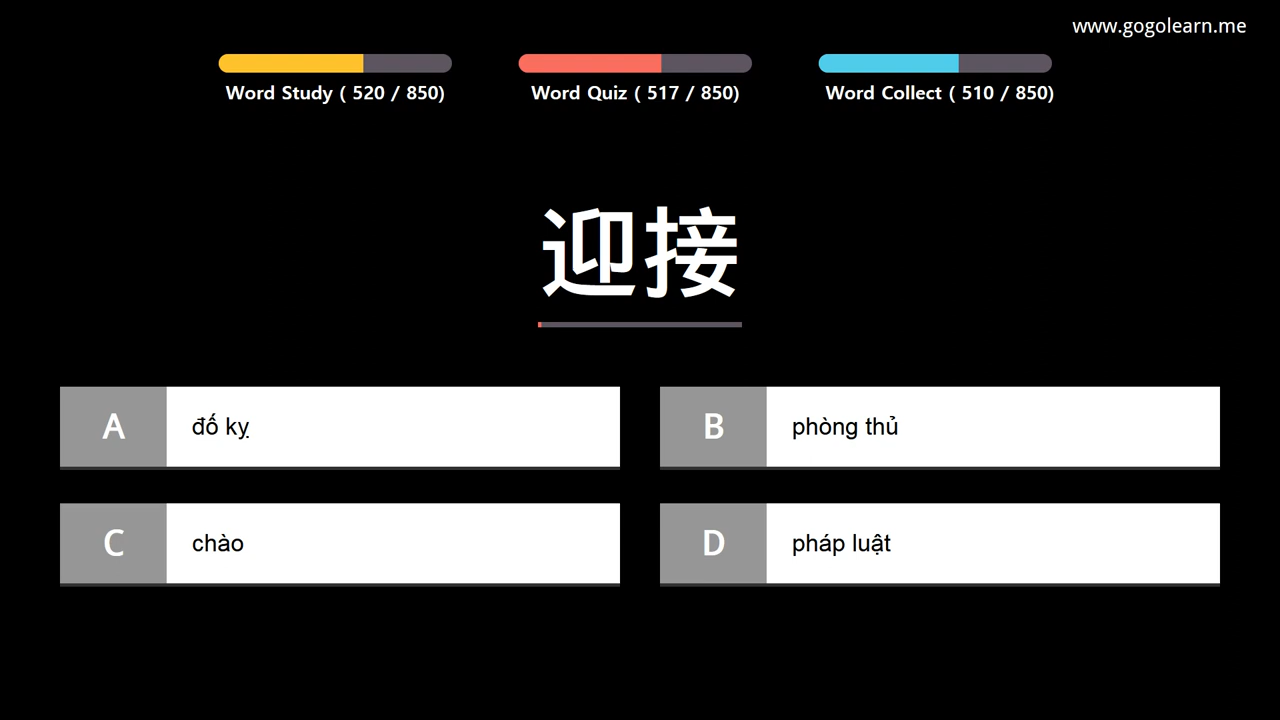 www.gogolearn.me
Word Study ( 520 / 850)
Word Quiz ( 517 / 850)
Word Collect ( 510 / 850)
迎接
A
đố kỵ
B
phòng thủ
C
chào
D
pháp luật